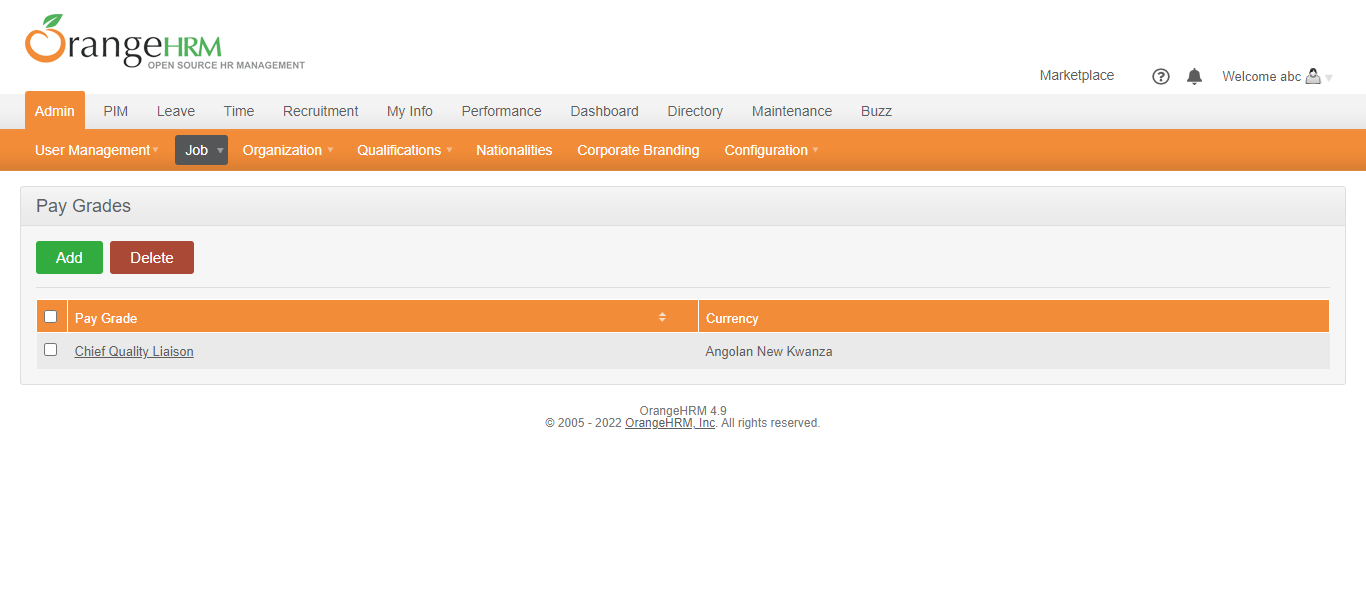 OrangeHRM
OPEN SOURCE HR MANAGEMENT
Marketplace ? Welcome abc
Admin PIM Leave Time Recruitment My Info Performance Dashboard Directory Maintenance Buzz
User Management Job Organization Qualifications Nationalities Corporate Branding Configuration
Pay Grades
Add Delete
Pay Grade Currency
Chief Quality Liaison Angolan New Kwanza
OrangeHRM 4.9
© 2005 - 2022 OrangeHRM, Inc. All rights reserved.